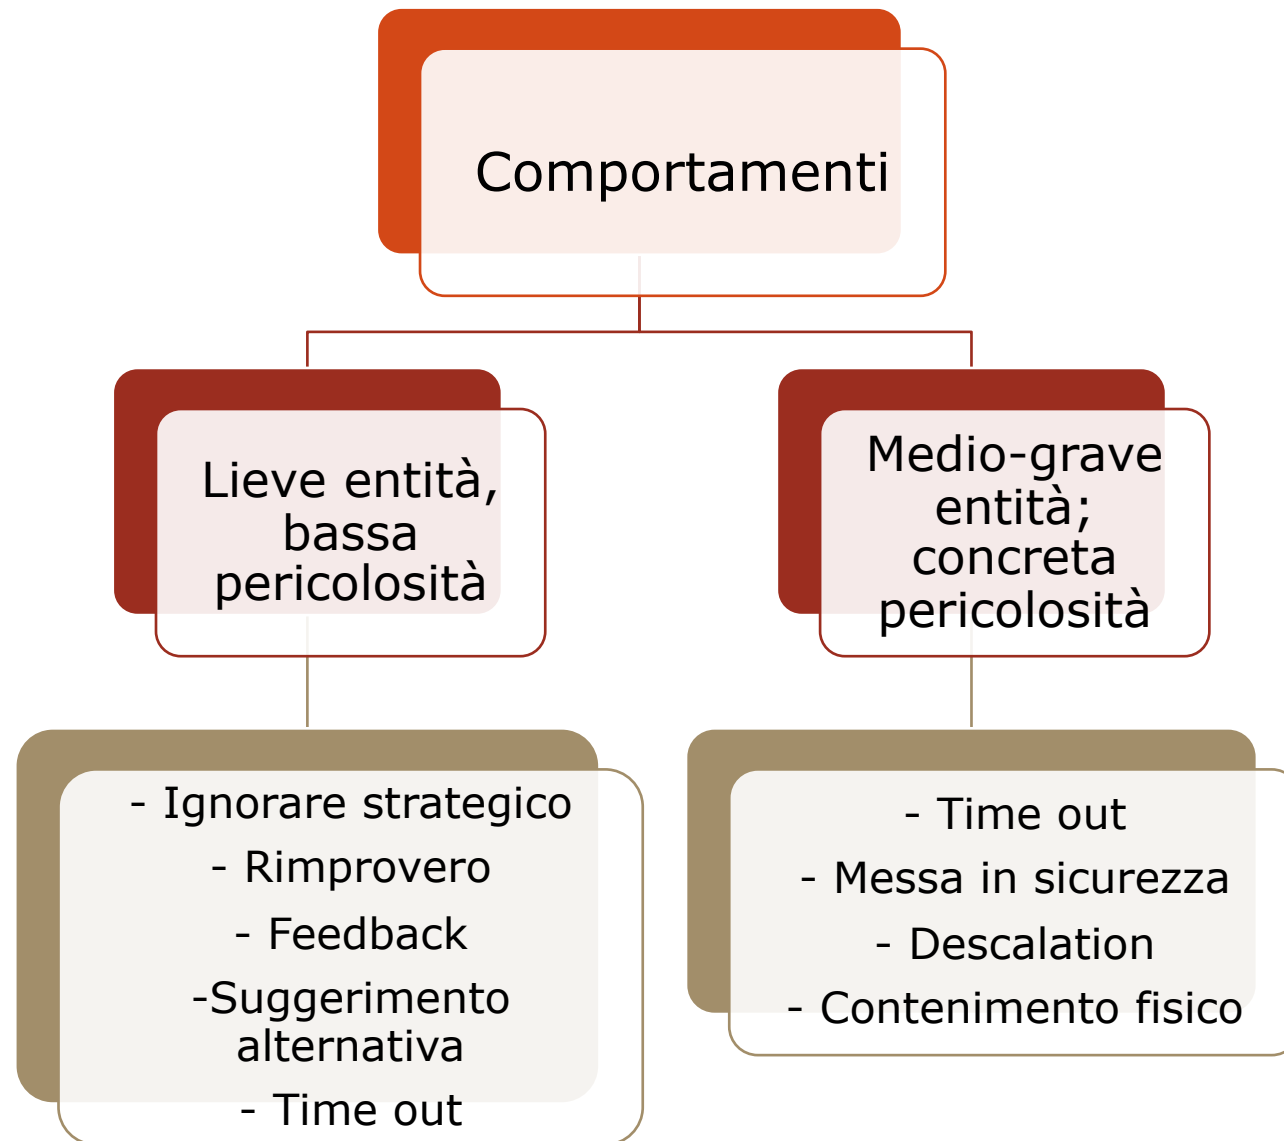 Comportamenti
Lieve entità,
bassa
pericolosità
Medio-grave
entità;
concreta
pericolosità
- Ignorare strategico
- Rimprovero
- Feedback
-Suggerimento
alternativa
- Time out
- Time out
- Messa in sicurezza
- Descalation
- Contenimento fisico